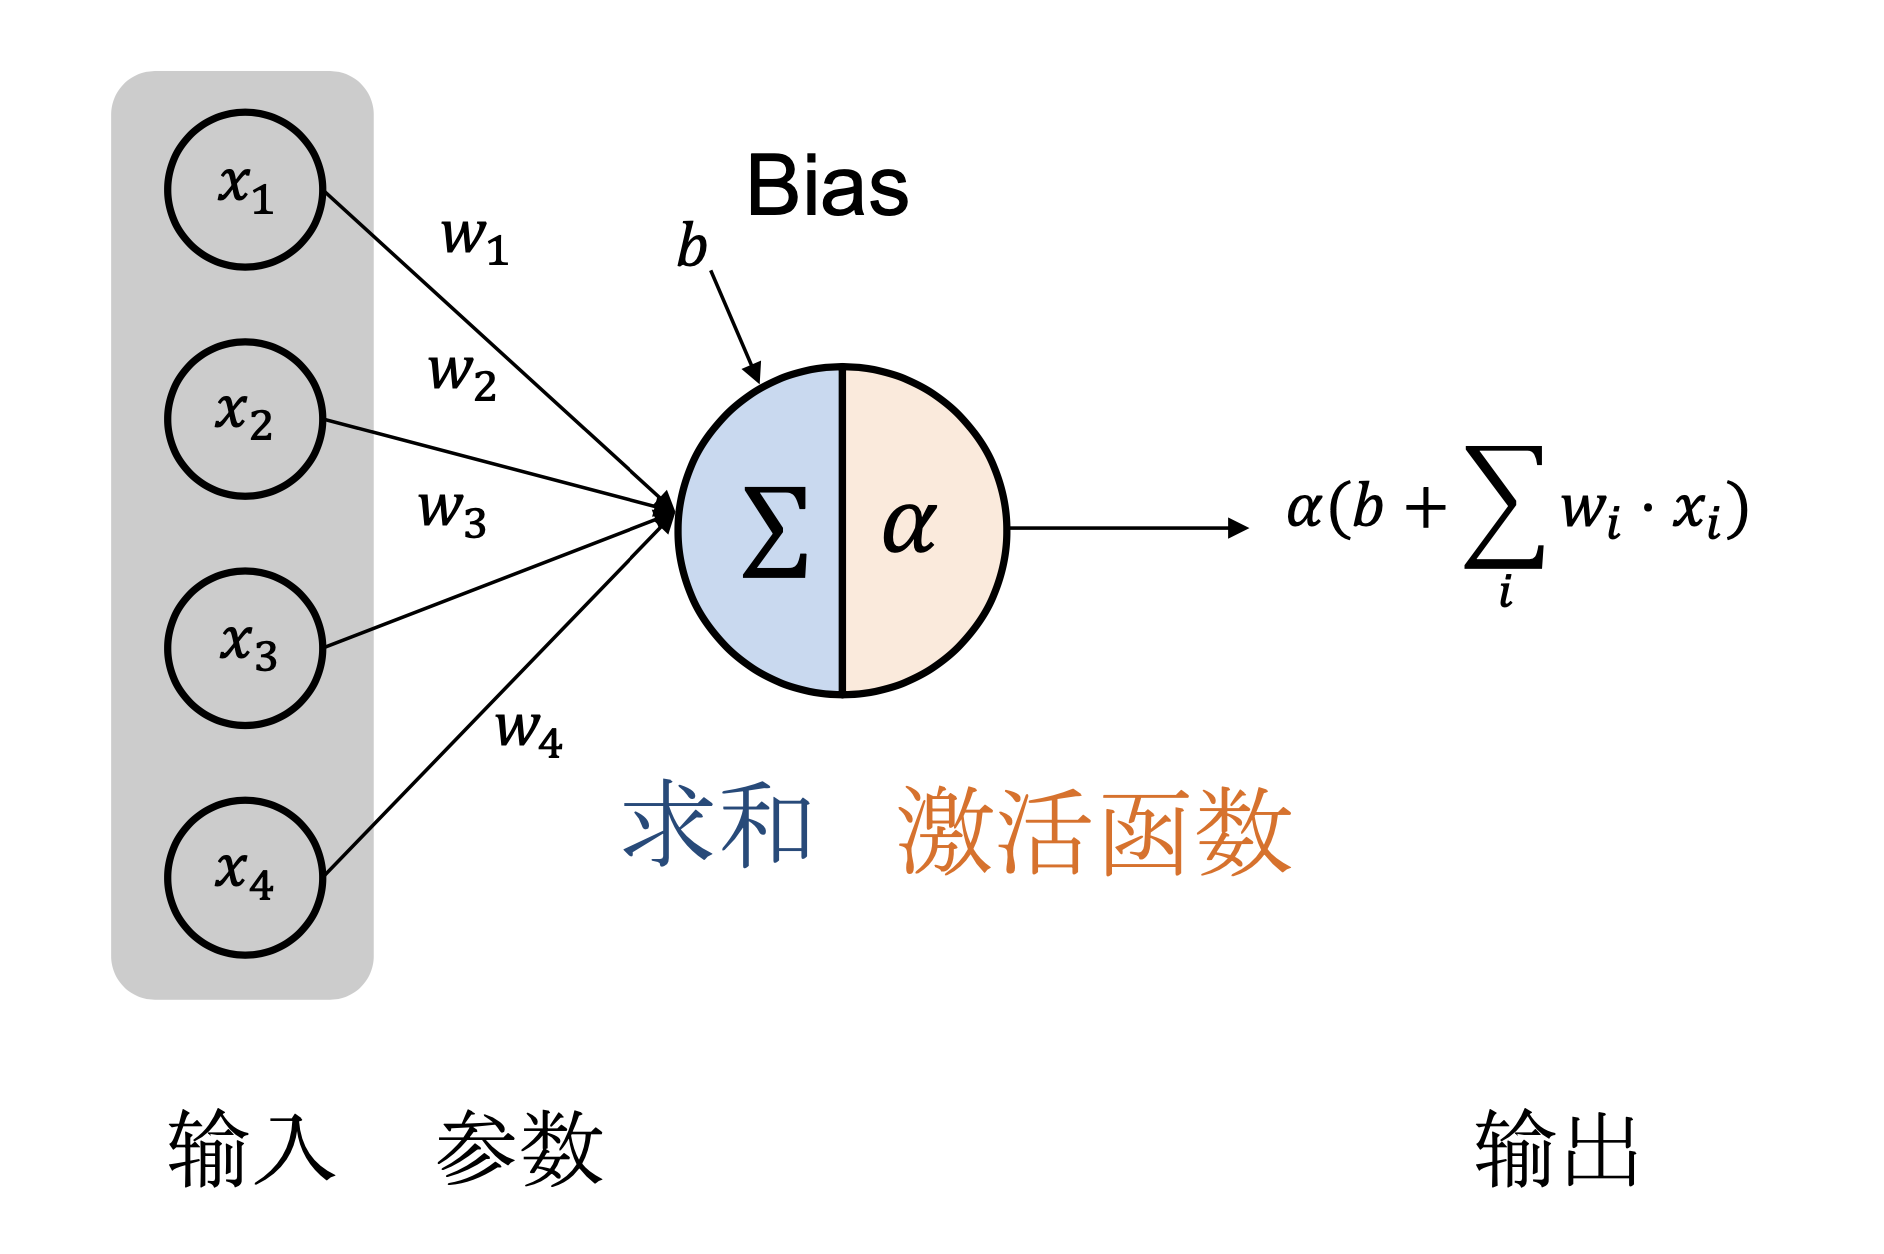 x₁
x₂
x₃
x₄
w₁
w₂
w₃
w₄
Bias
b
Σ α
α(b + ∑ᵢ wᵢ · xᵢ)
求和 激活函数
输入 参数 输出